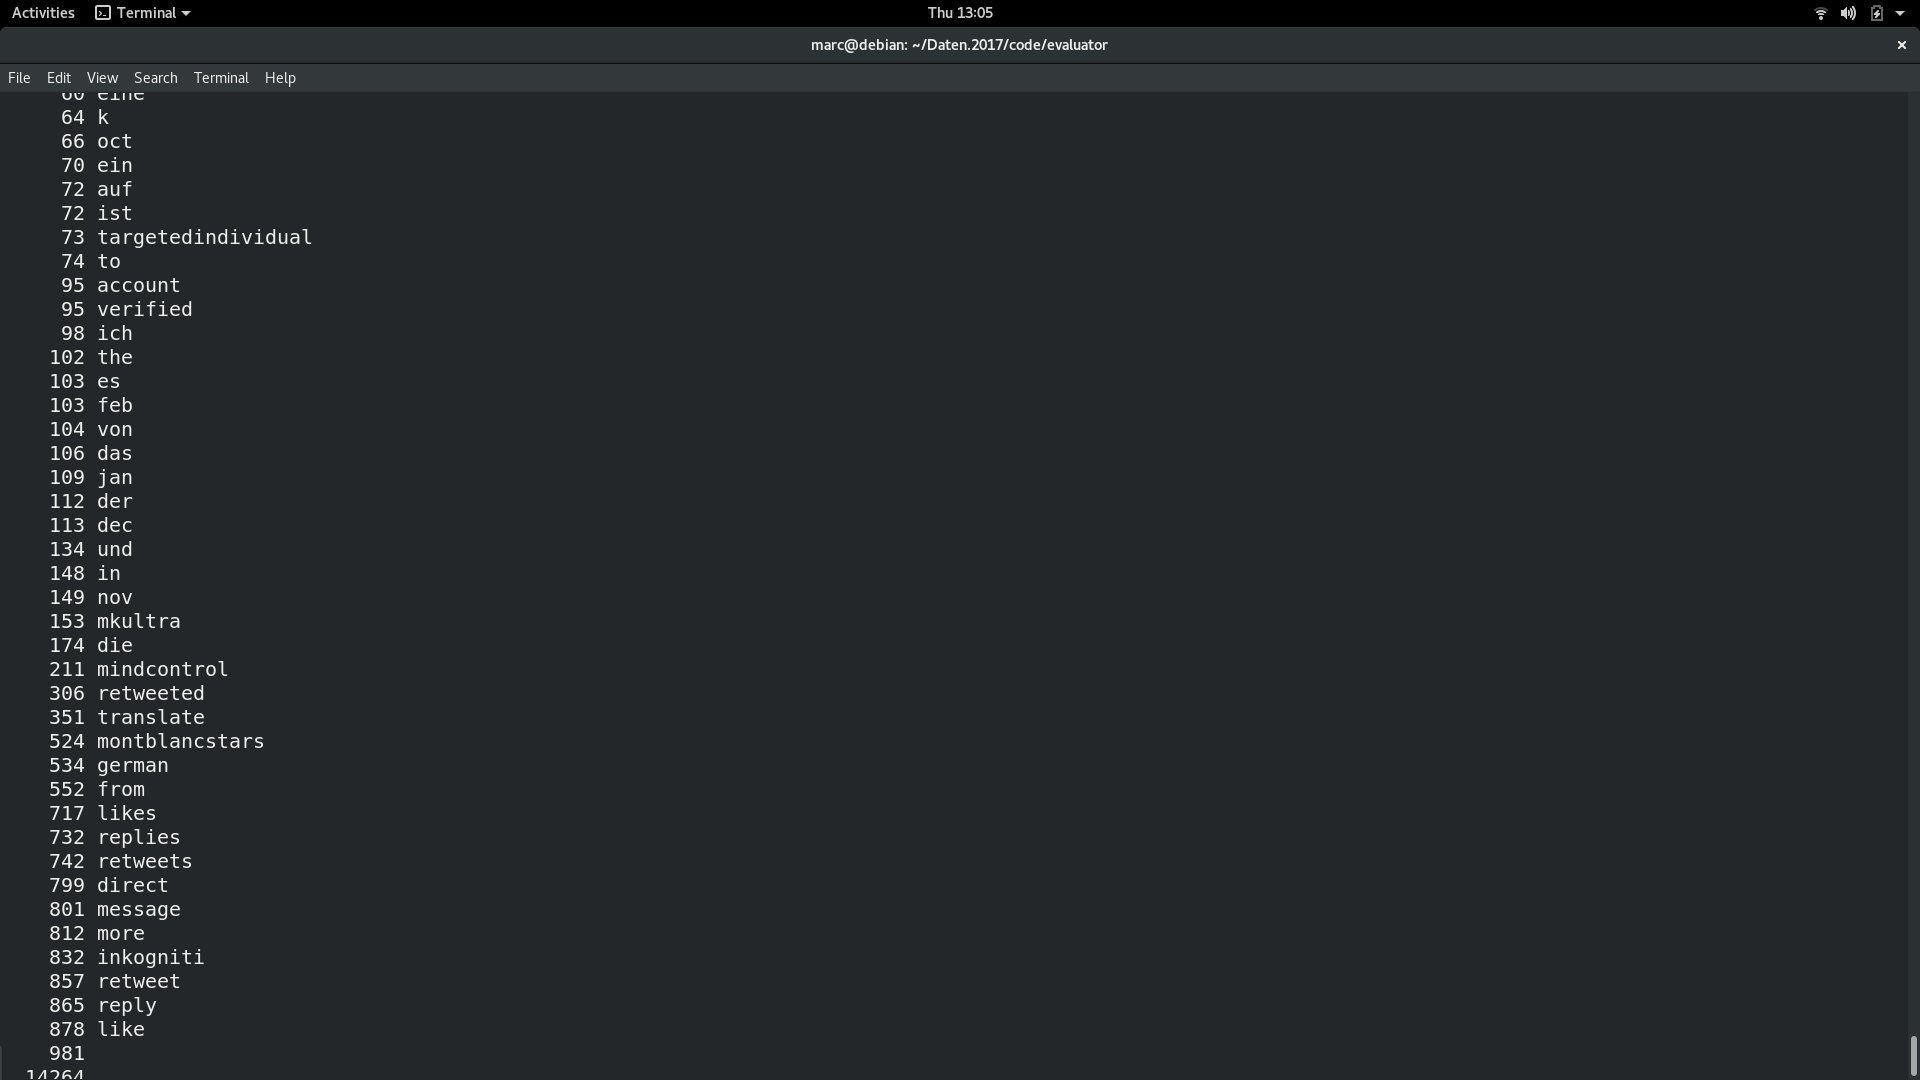 Activities Terminal Thu 13:05
marc@debian: ~/Daten.2017/code/evaluator ×
File Edit View Search Terminal Help
60 eine
64 k
66 oct
70 ein
72 auf
72 ist
73 targetedindividual
74 to
95 account
95 verified
98 ich
102 the
103 es
103 feb
104 von
106 das
109 jan
112 der
113 dec
134 und
148 in
149 nov
153 mkultra
174 die
211 mindcontrol
306 retweeted
351 translate
524 montblancstars
534 german
552 from
717 likes
732 replies
742 retweets
799 direct
801 message
812 more
832 inkogniti
857 retweet
865 reply
878 like
981
14264